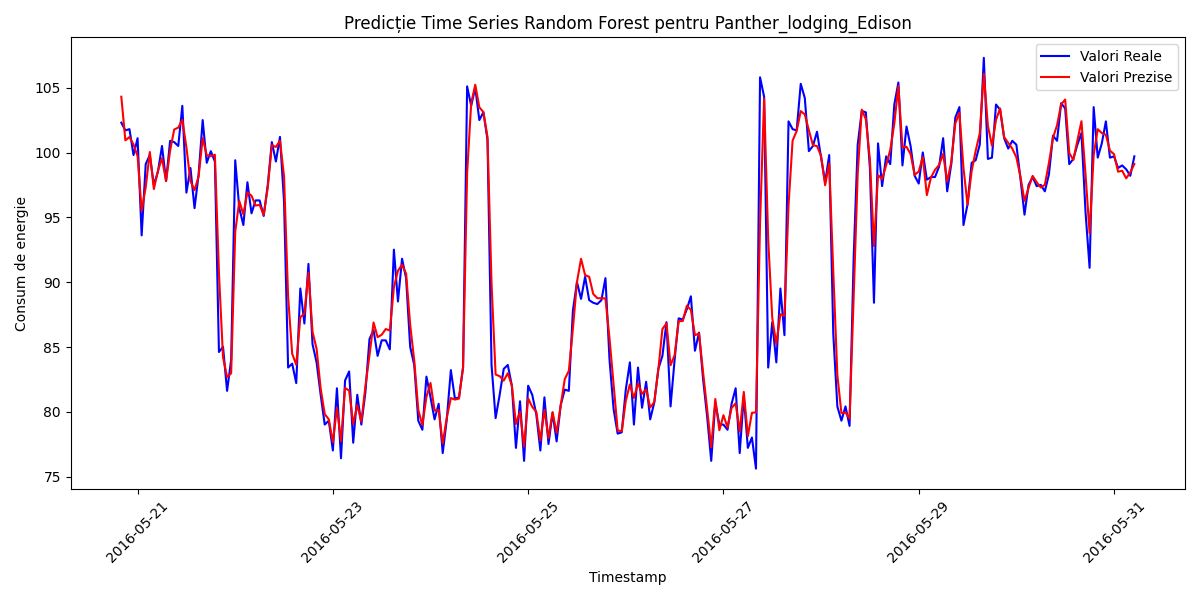 Predicție Time Series Random Forest pentru Panther_lodging_Edison
Valori Reale
Valori Prezise
Consum de energie
105
100
95
90
85
80
75
2016-05-21
2016-05-23
2016-05-25
2016-05-27
2016-05-29
2016-05-31
Timestamp